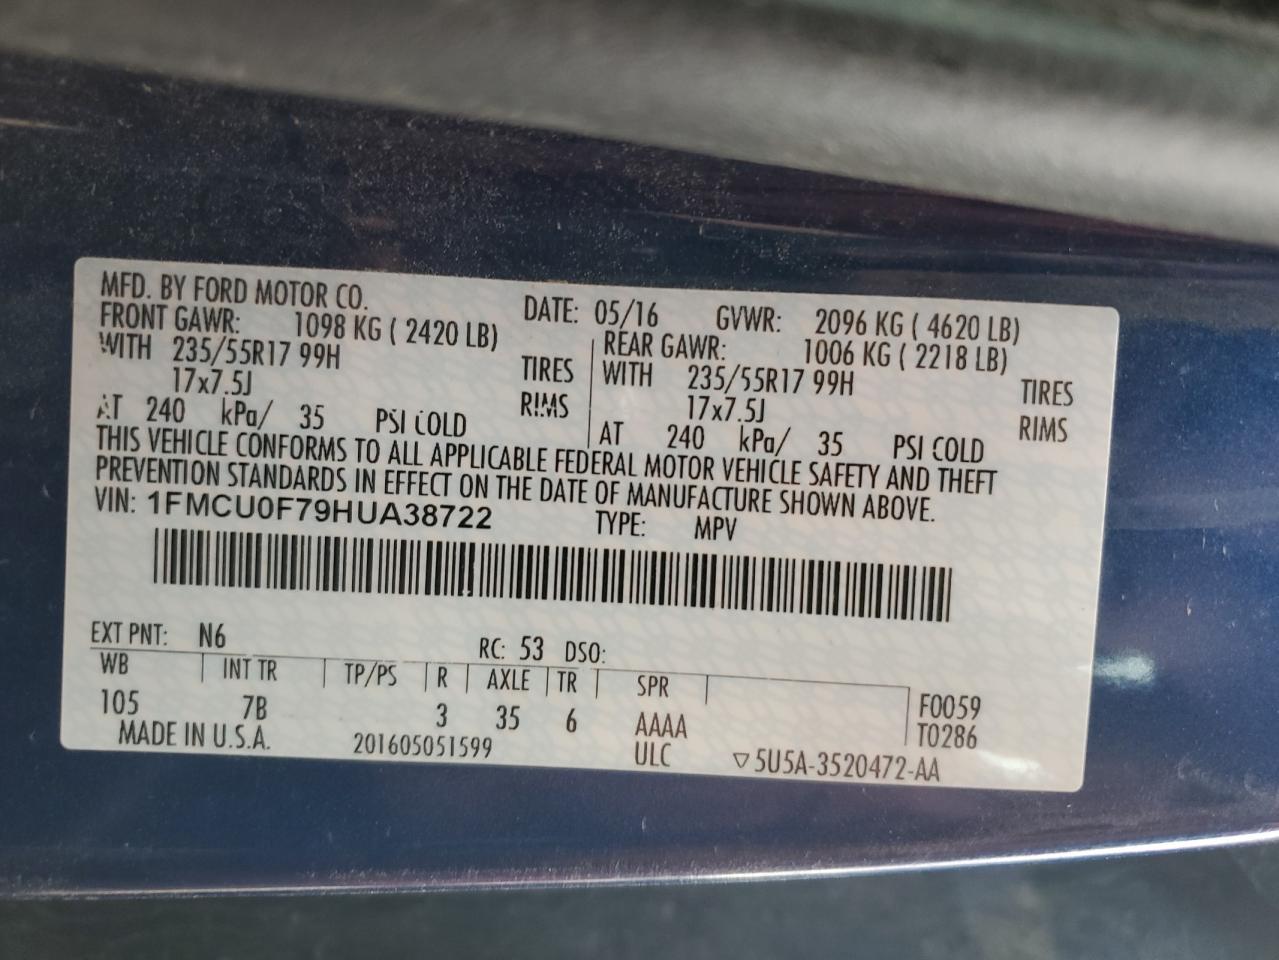 MFD. BY FORD MOTOR CO. DATE: 05/16 GVWR: 2096 KG ( 4620 LB)
FRONT GAWR: 1098 KG ( 2420 LB) REAR GAWR: 1006 KG ( 2218 LB)
WITH 235/55R17 99H TIRES WITH 235/55R17 99H TIRES
17x7.5J RIMS 17x7.5J RIMS
AT 240 kPa/ 35 PSI COLD AT 240 kPa/ 35 PSI COLD
THIS VEHICLE CONFORMS TO ALL APPLICABLE FEDERAL MOTOR VEHICLE SAFETY AND THEFT
PREVENTION STANDARDS IN EFFECT ON THE DATE OF MANUFACTURE SHOWN ABOVE.
VIN: 1FMCU0F79HUA38722 TYPE: MPV
EXT PNT: N6 RC: 53 DSO:
WB INT TR TP/PS R AXLE TR SPR F0059
105 7B 3 35 6 AAAA T0286
MADE IN U.S.A. 201605051599 ULC ▽5U5A-3520472-AA